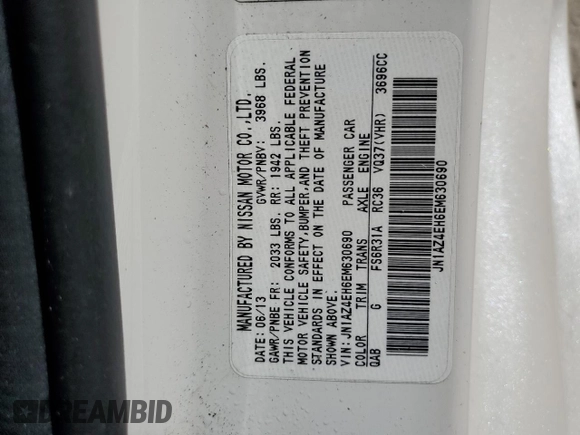 MANUFACTURED BY NISSAN MOTOR CO.,LTD.
DATE: 06/13 GVWR/PNBV: 3968 LBS.
GAWR/PNBE FR: 2033 LBS. RR: 1942 LBS.
THIS VEHICLE CONFORMS TO ALL APPLICABLE FEDERAL
MOTOR VEHICLE SAFETY,BUMPER,AND THEFT PREVENTION
STANDARDS IN EFFECT ON THE DATE OF MANUFACTURE
SHOWN ABOVE.
VIN: JN1AZ4EH6EM630690 PASSENGER CAR
COLOR TRIM TRANS AXLE ENGINE
QAB G FS6R31A RC36 VQ37(VHR) 3696CC
JN1AZ4EH6EM630690
DREAMBID